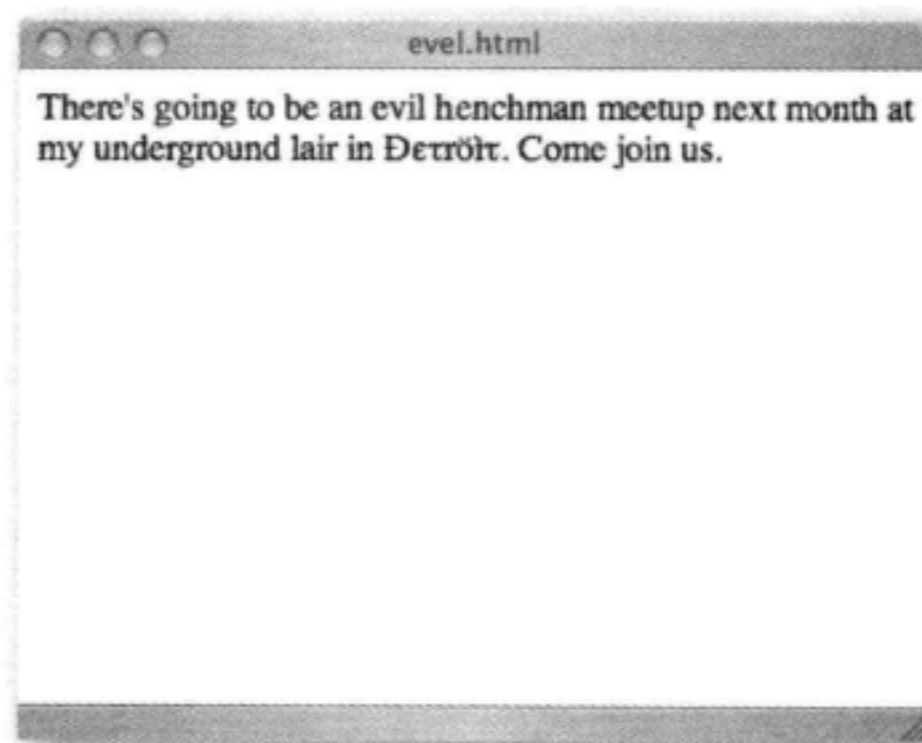 evel.html
There's going to be an evil henchman meetup next month at
my underground lair in Ðετröìτ. Come join us.